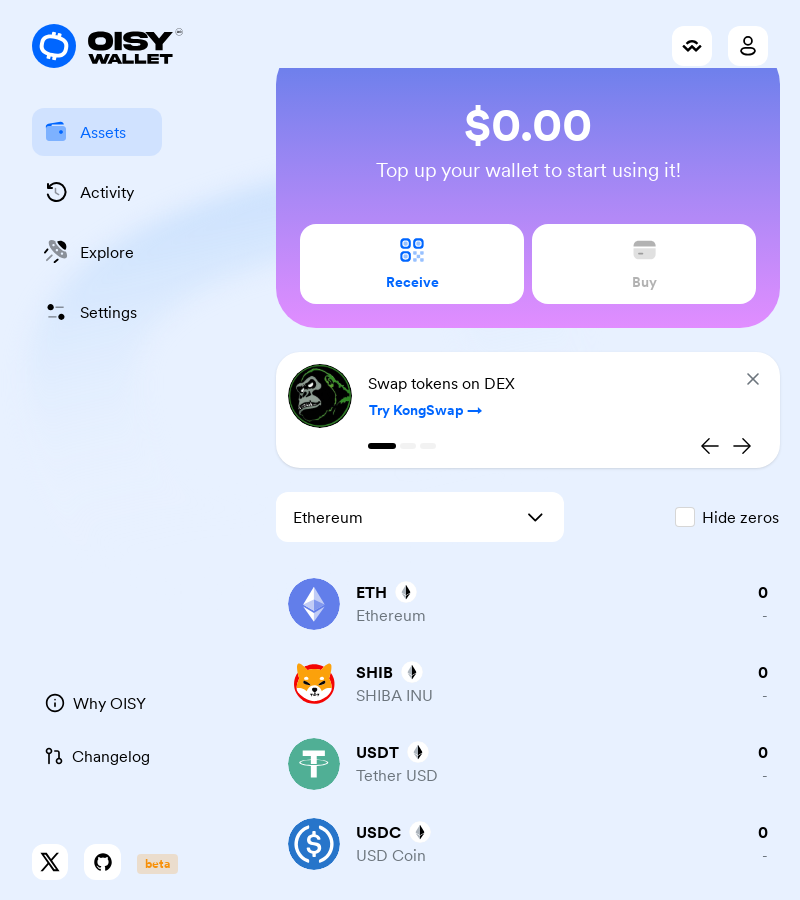 OISY
WALLET
Assets
Activity
Explore
Settings
Why OISY
Changelog
beta
$0.00
Top up your wallet to start using it!
Receive
Buy
Swap tokens on DEX
Try KongSwap →
Ethereum
Hide zeros
ETH
0
Ethereum
-
SHIB
0
SHIBA INU
-
USDT
0
Tether USD
-
USDC
0
USD Coin
-